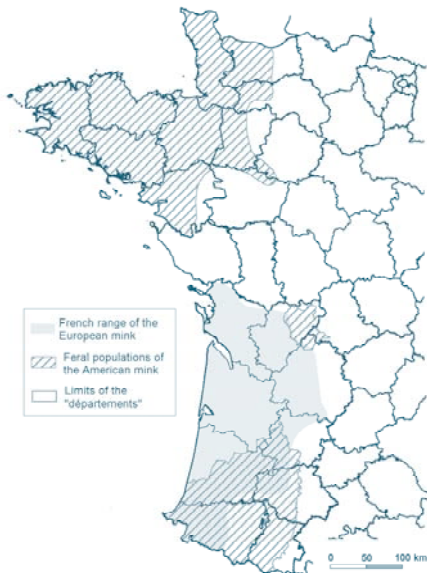 French range of the
European mink
Feral populations of
the American mink
Limits of the
"départements"
0 50 100 km